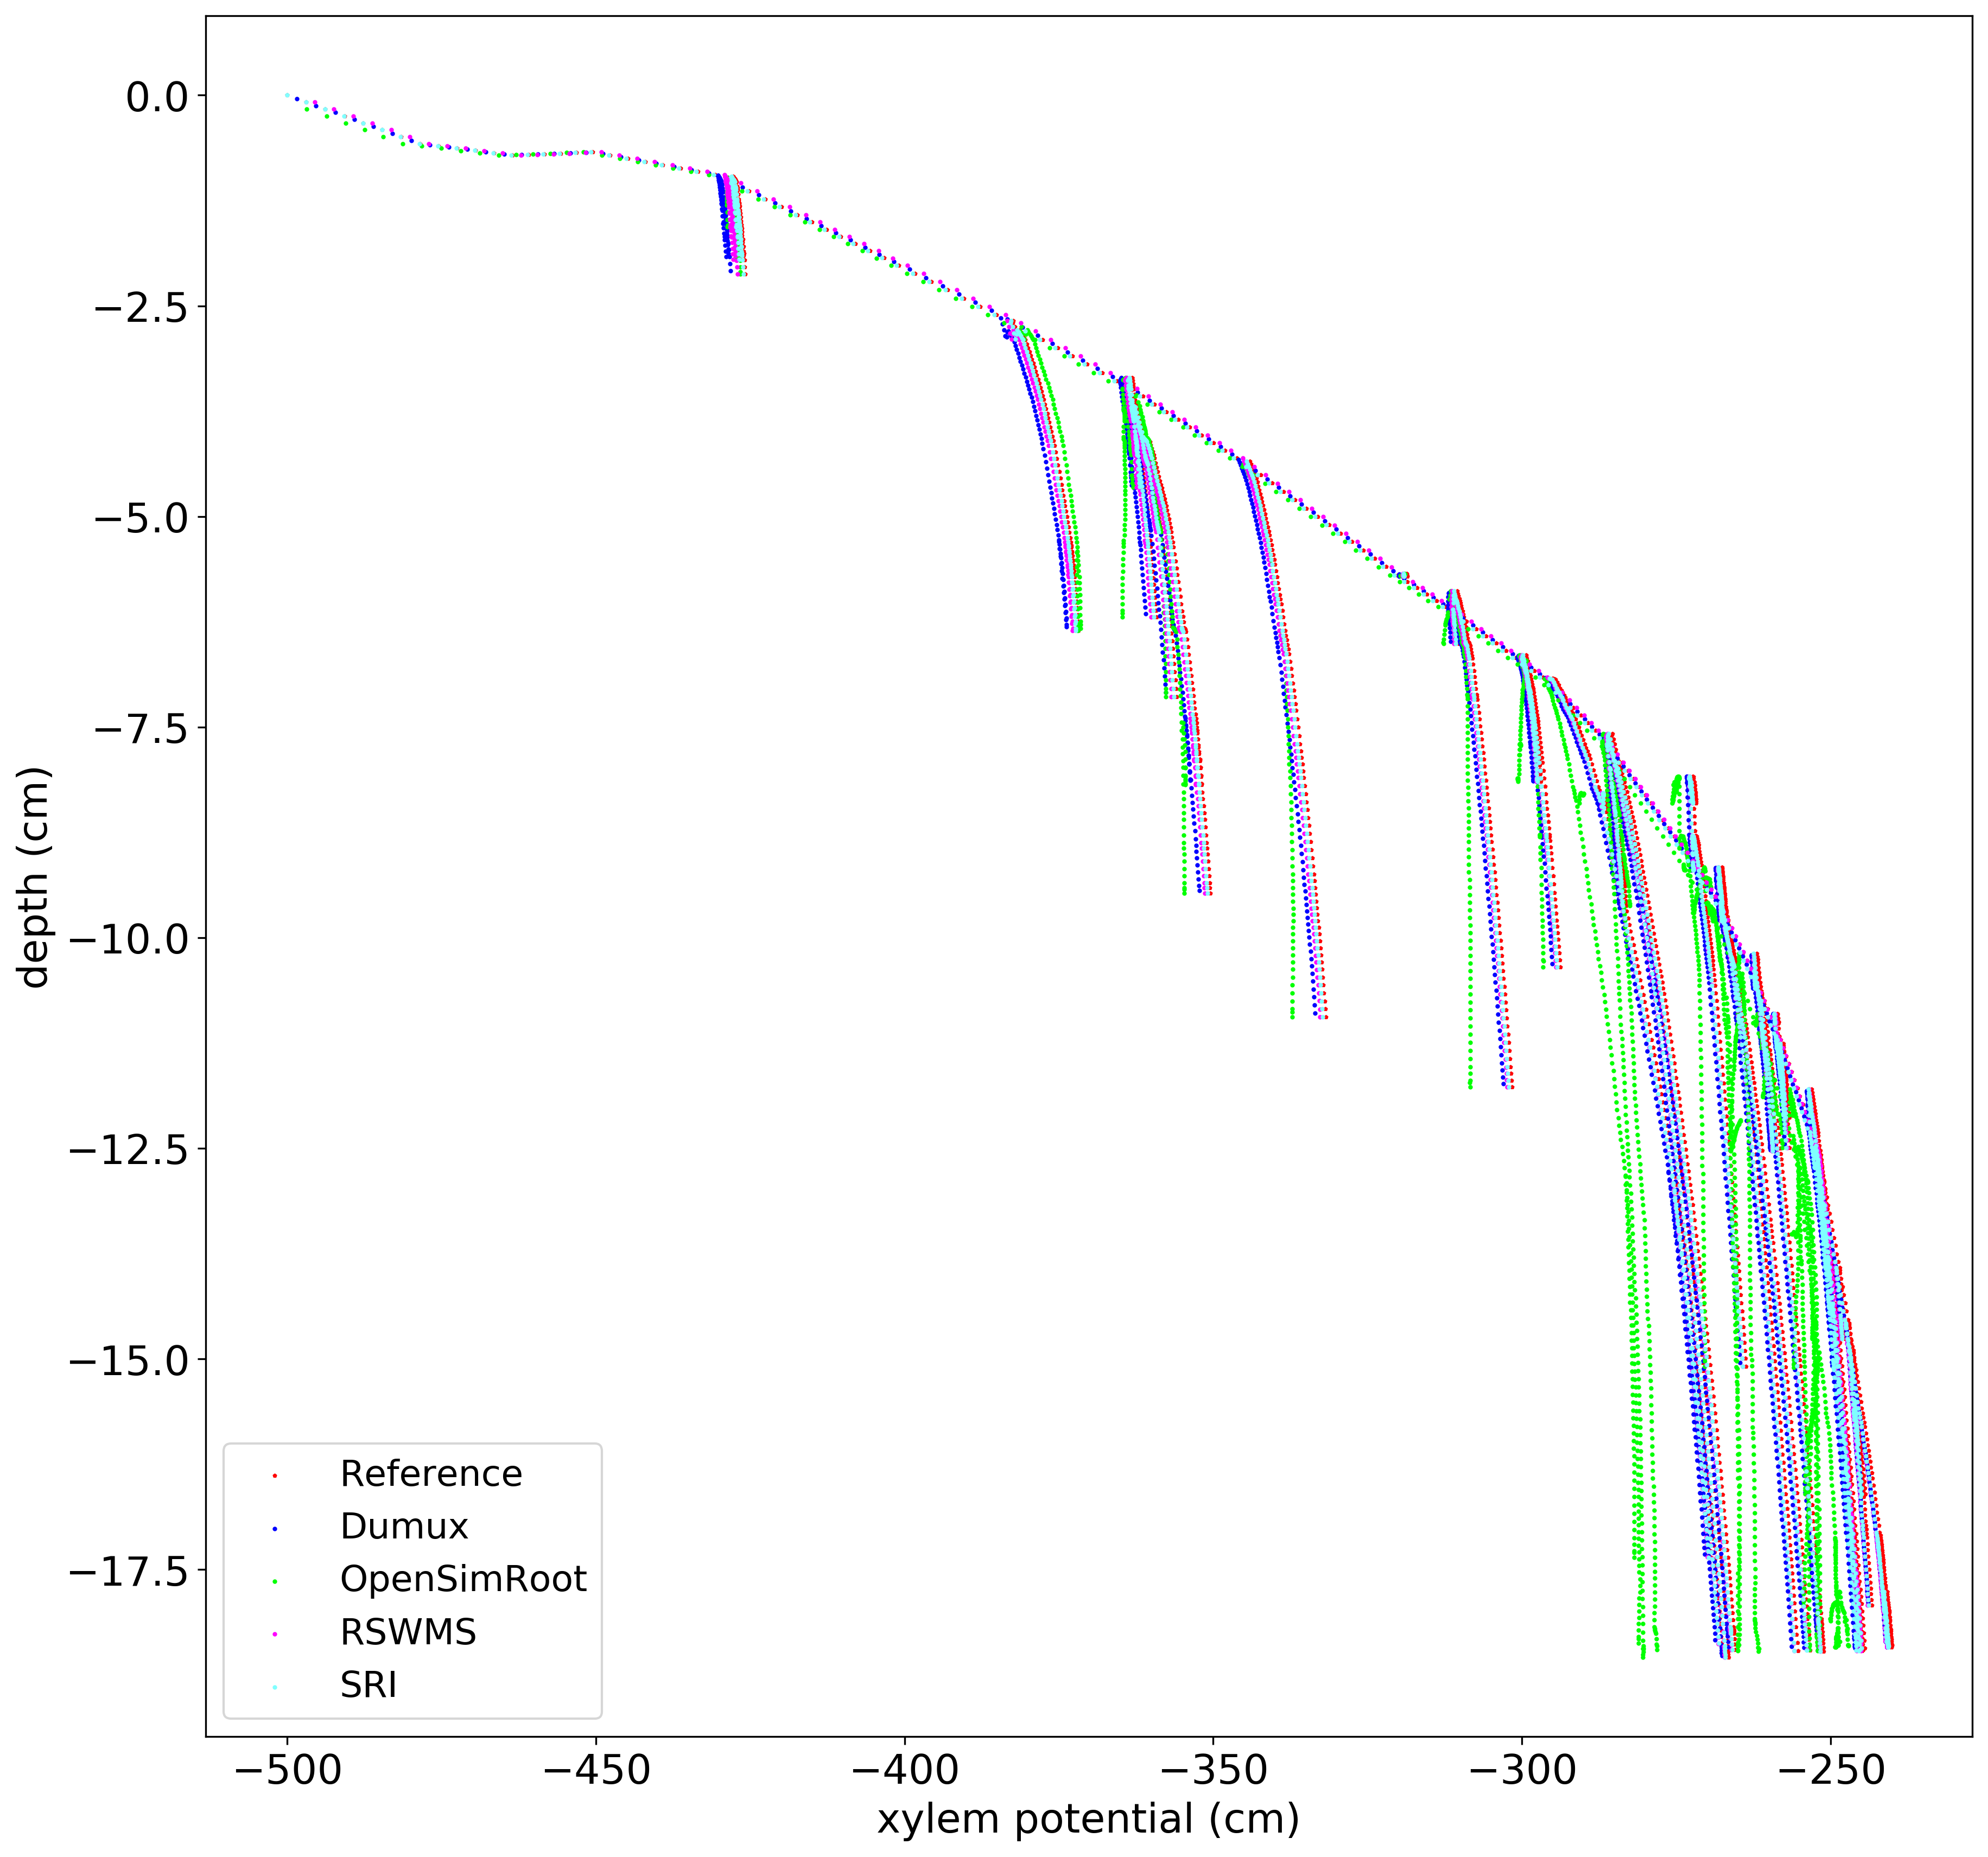 0.0
−2.5
−5.0
−7.5
−10.0
−12.5
−15.0
−17.5
depth (cm)
Reference
Dumux
OpenSimRoot
RSWMS
SRI
−500 −450 −400 −350 −300 −250
xylem potential (cm)